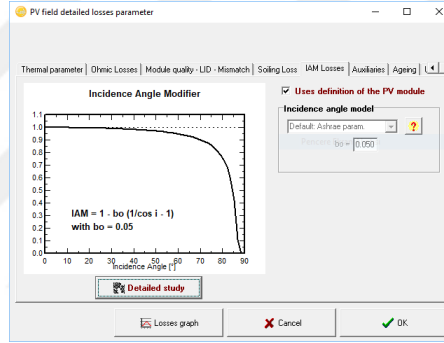 PV field detailed losses parameter
Thermal parameter Ohmic Losses Module quality - LID - Mismatch Soiling Loss IAM Losses Auxiliaries Ageing
Incidence Angle Modifier
1.1
1.0
0.9
0.8
0.7
0.6
0.5
0.4
0.3
0.2
0.1
0.0
IAM = 1 - bo (1/cos i - 1)
with bo = 0.05
0 10 20 30 40 50 60 70 80 90
Incidence Angle [°]
Detailed study
Uses definition of the PV module
Incidence angle model
Default: Ashrae param.
?
bo = 0.050
Losses graph
Cancel
OK